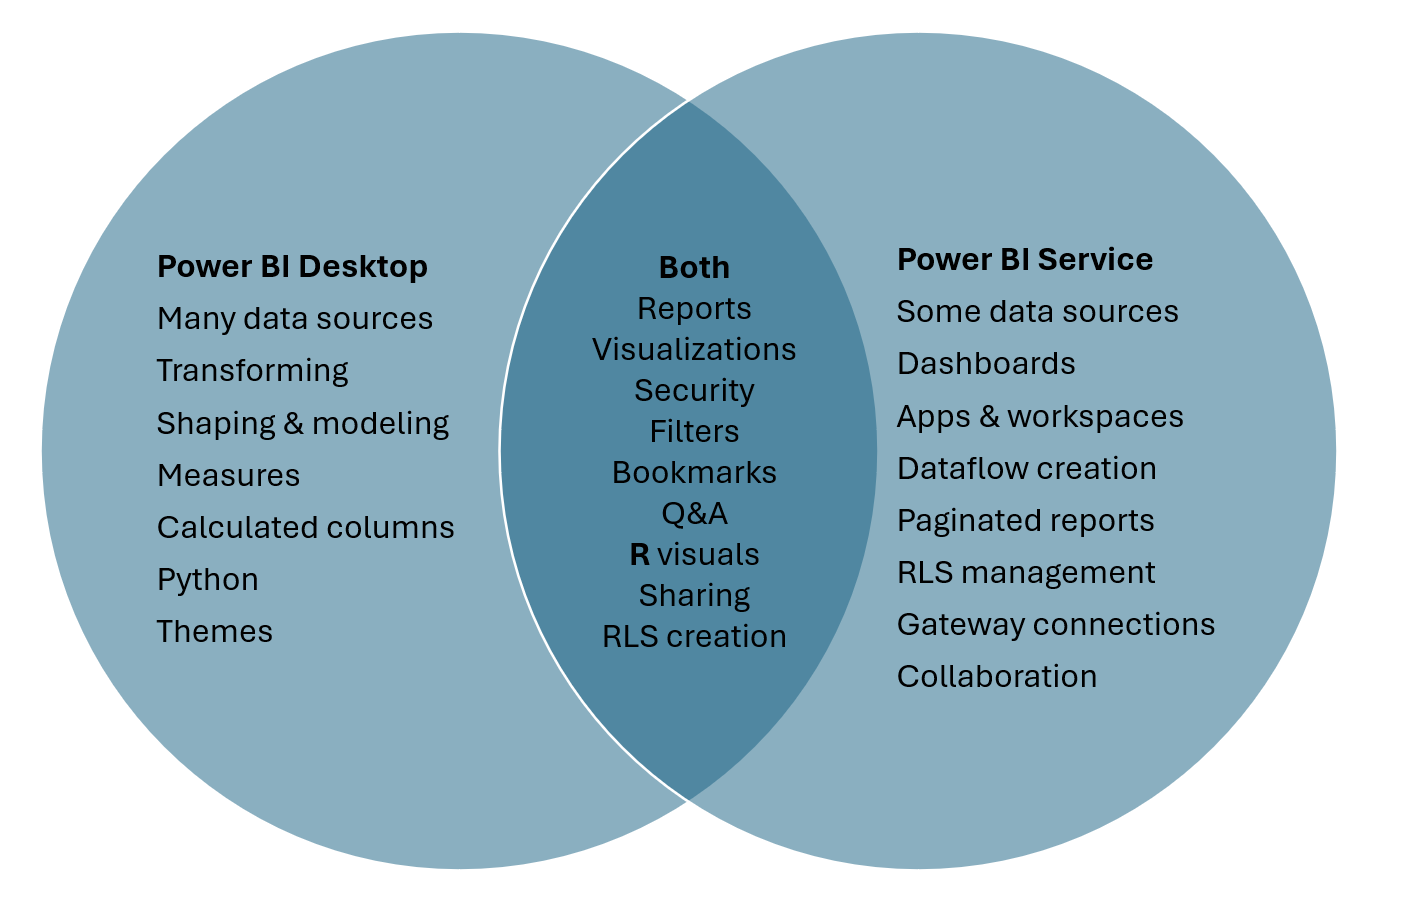 Power BI Desktop
Many data sources
Transforming
Shaping & modeling
Measures
Calculated columns
Python
Themes
Both
Reports
Visualizations
Security
Filters
Bookmarks
Q&A
R visuals
Sharing
RLS creation
Power BI Service
Some data sources
Dashboards
Apps & workspaces
Dataflow creation
Paginated reports
RLS management
Gateway connections
Collaboration